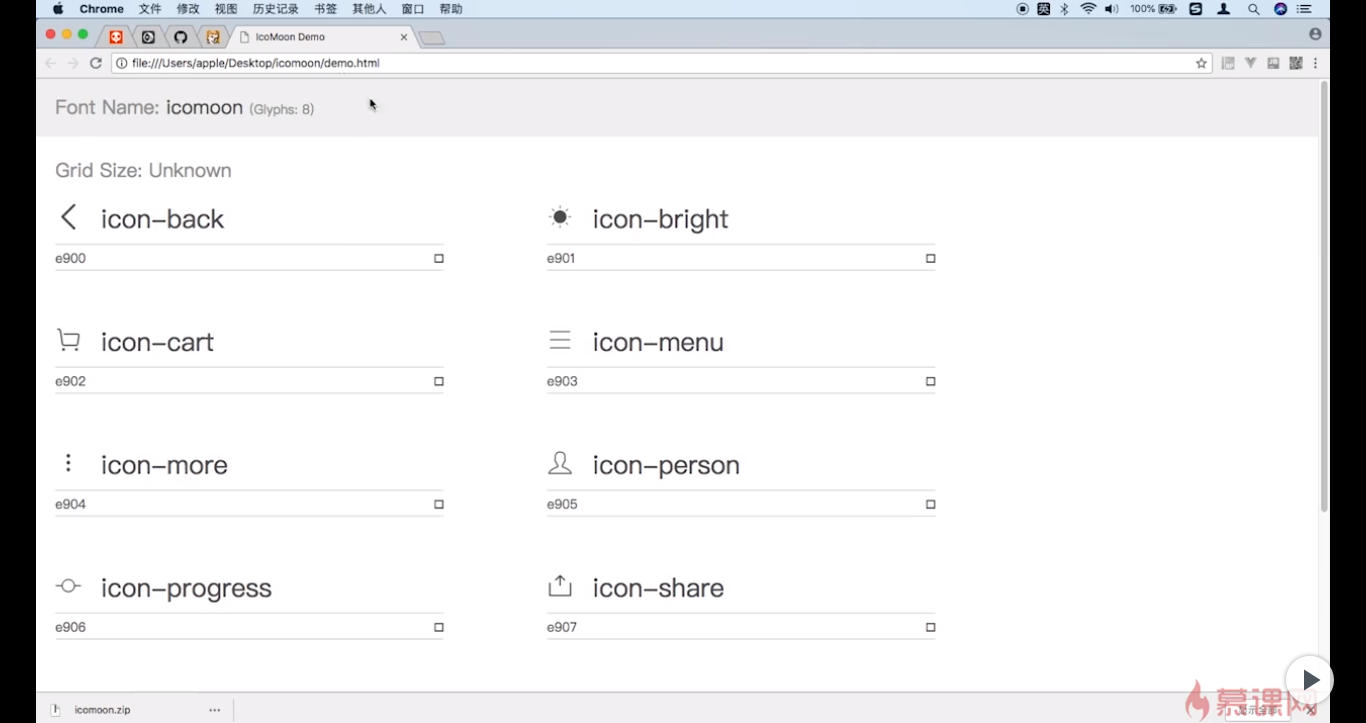 Chrome 文件 修改 视图 历史记录 书签 其他人 窗口 帮助 英 100%
IcoMoon Demo
file:///Users/apple/Desktop/icomoon/demo.html
Font Name: icomoon (Glyphs: 8)
Grid Size: Unknown
icon-back icon-bright
e900 e901
icon-cart icon-menu
e902 e903
icon-more icon-person
e904 e905
icon-progress icon-share
e906 e907
icomoon.zip
慕课网